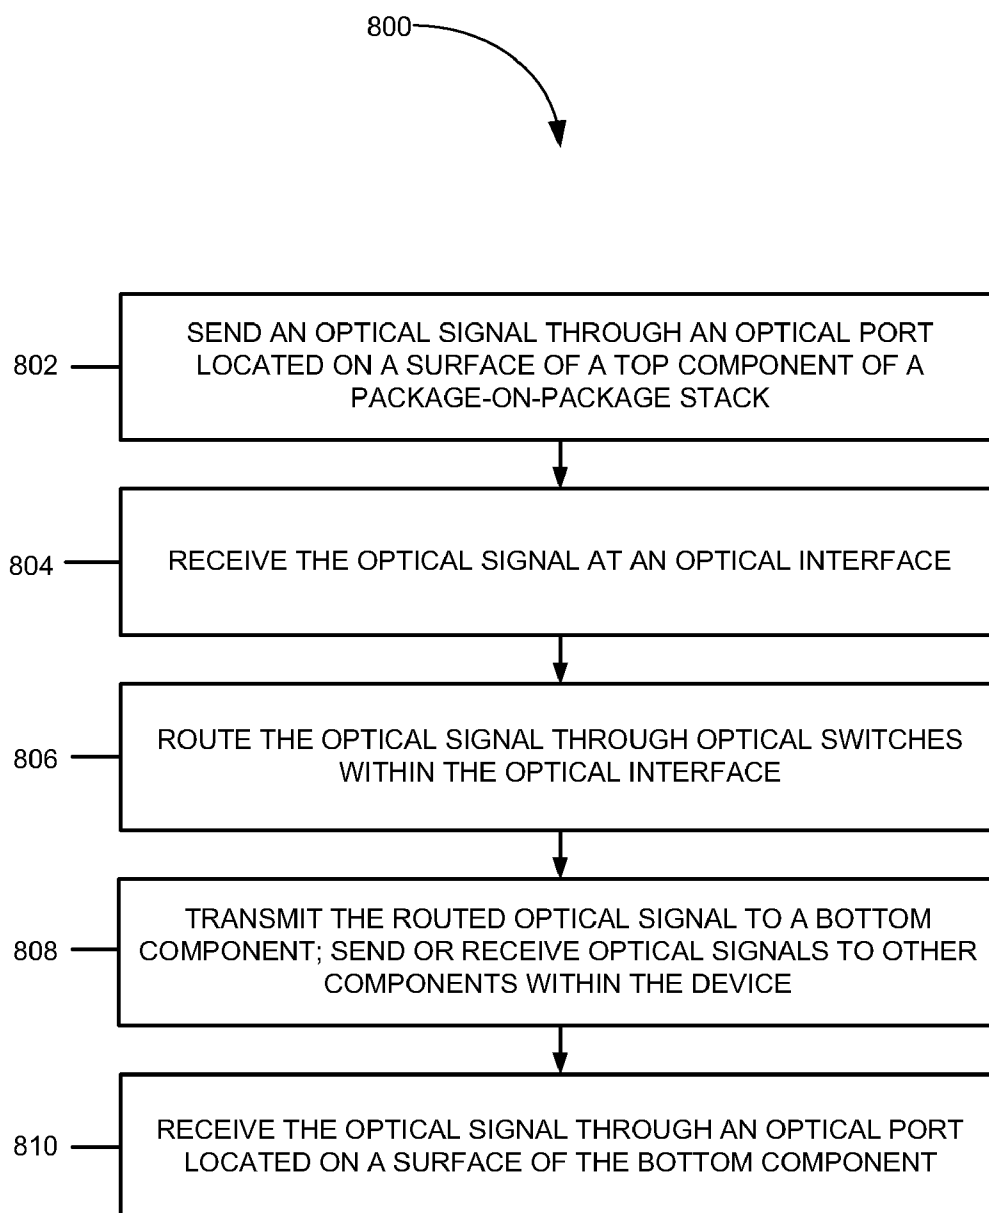 800
802
SEND AN OPTICAL SIGNAL THROUGH AN OPTICAL PORT
LOCATED ON A SURFACE OF A TOP COMPONENT OF A
PACKAGE-ON-PACKAGE STACK
804
RECEIVE THE OPTICAL SIGNAL AT AN OPTICAL INTERFACE
806
ROUTE THE OPTICAL SIGNAL THROUGH OPTICAL SWITCHES
WITHIN THE OPTICAL INTERFACE
808
TRANSMIT THE ROUTED OPTICAL SIGNAL TO A BOTTOM
COMPONENT; SEND OR RECEIVE OPTICAL SIGNALS TO OTHER
COMPONENTS WITHIN THE DEVICE
810
RECEIVE THE OPTICAL SIGNAL THROUGH AN OPTICAL PORT
LOCATED ON A SURFACE OF THE BOTTOM COMPONENT